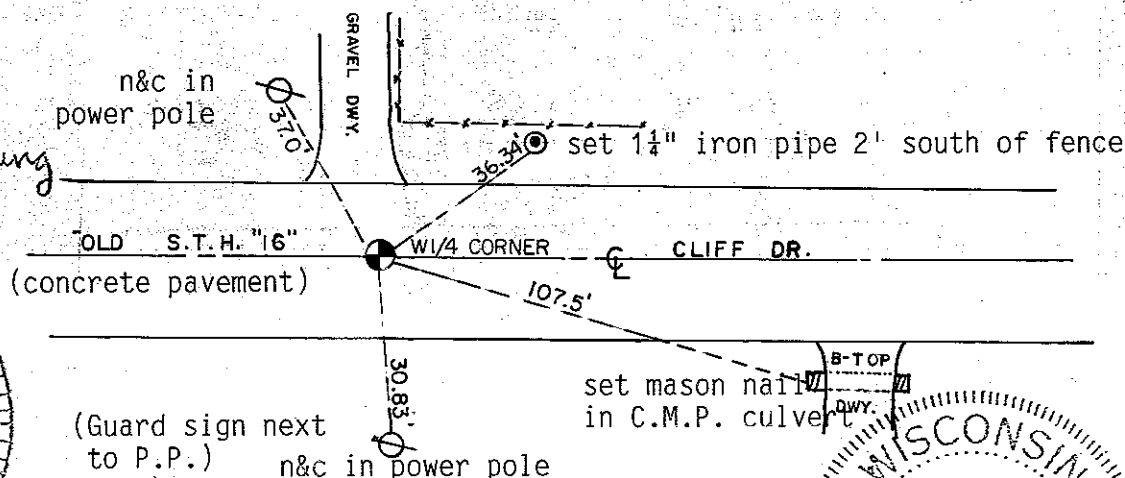 GRAVEL DWY.
n&c in
power pole
37.0'
36.34'
set 1¼" iron pipe 2' south of fence
OLD S.T.H. "16"
W1/4 CORNER
℄ CLIFF DR.
(concrete pavement)
107.5'
30.83'
B-TOP
DWY.
set mason nail
in C.M.P. culvert
(Guard sign next
to P.P.)
n&c in power pole
WISCONSIN